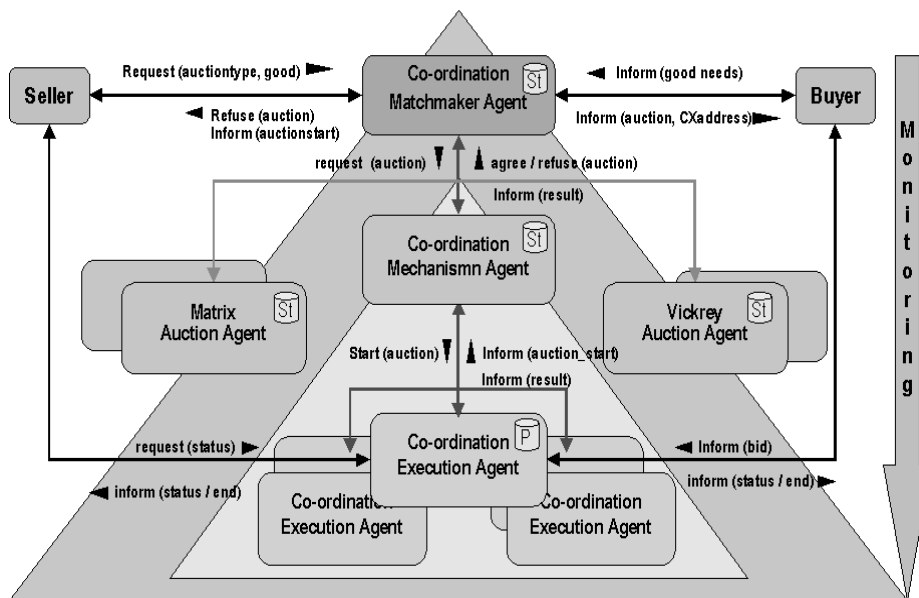 Request (auctiontype, good)
Co-ordination
Matchmaker Agent
St
Inform (good needs)
Seller
Buyer
Refuse (auction)
Inform (auctionstart)
Inform (auction, CXaddress)
request (auction)
agree / refuse (auction)
Inform (result)
Co-ordination
Mechanismn Agent
St
Matrix
Auction Agent
St
Vickrey
Auction Agent
St
Start (auction)
Inform (auction_start)
Inform (result)
Co-ordination
Execution Agent
P
request (status)
Inform (bid)
inform (status / end)
inform (status / end)
Co-ordination
Execution Agent
Co-ordination
Execution Agent
Monitoring